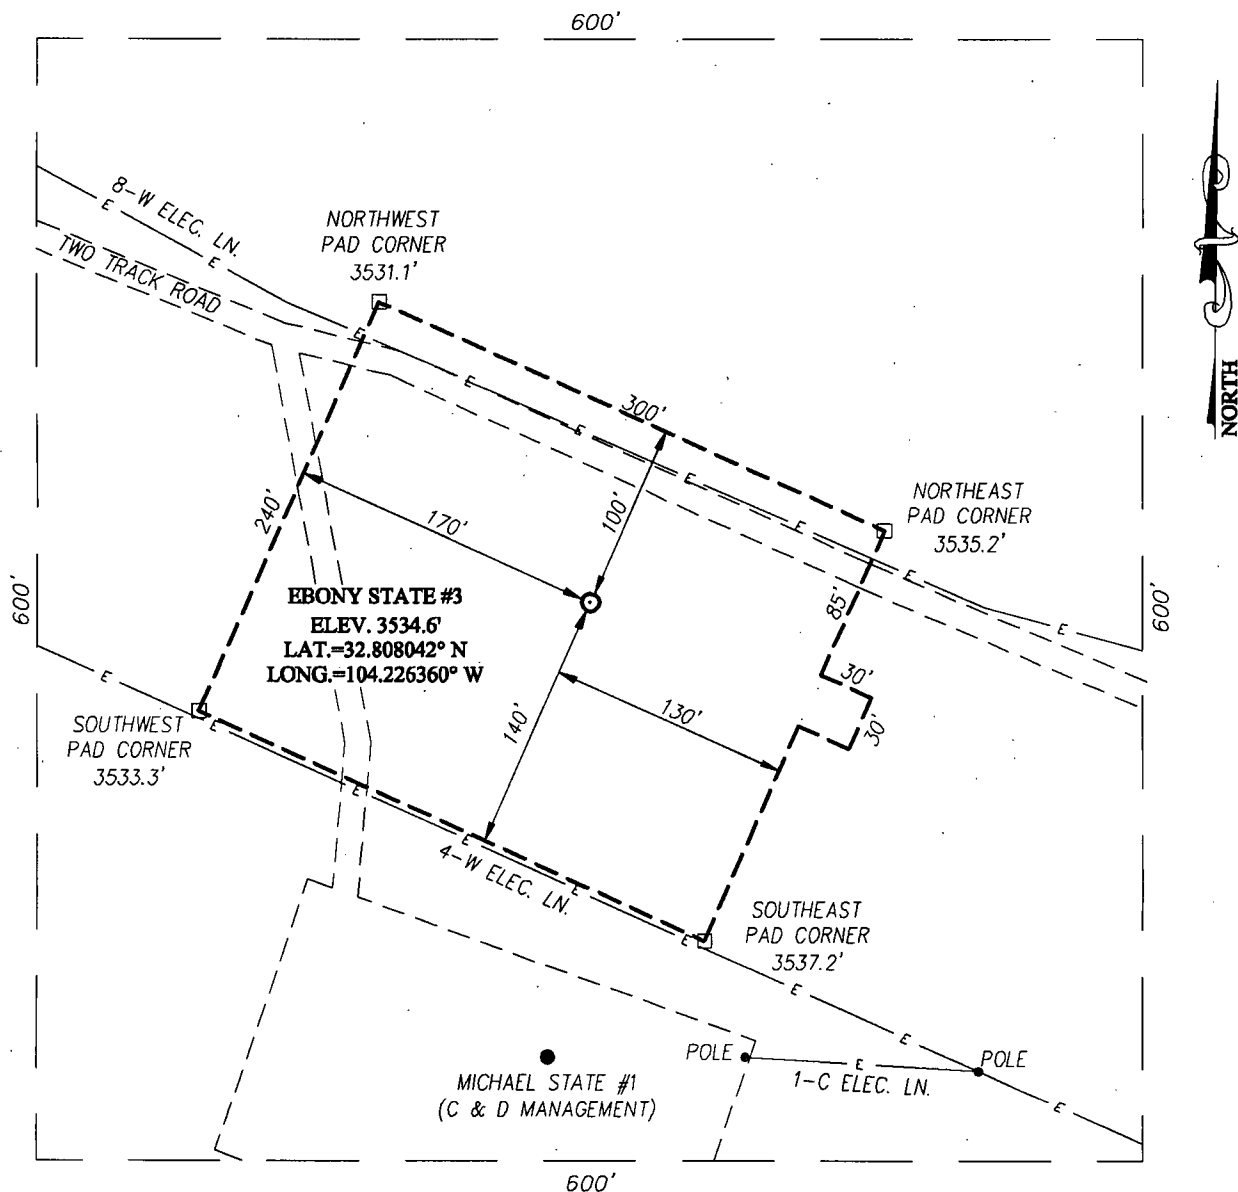 600'
8-W ELEC. LN.
E
E
TWO TRACK ROAD
NORTHWEST
PAD CORNER
3531.1'
NORTH
E
E
E
300'
E
E
E
E
NORTHEAST
PAD CORNER
3535.2'
240'
170'
100'
85'
600'
600'
EBONY STATE #3
ELEV. 3534.6'
LAT.=32.808042° N
LONG.=104.226360° W
30'
30'
130'
140'
E
E
SOUTHWEST
PAD CORNER
3533.3'
E
E
4-W ELEC. LN.
E
E
E
E
E
SOUTHEAST
PAD CORNER
3537.2'
POLE
E
POLE
1-C ELEC. LN.
MICHAEL STATE #1
(C & D MANAGEMENT)
600'